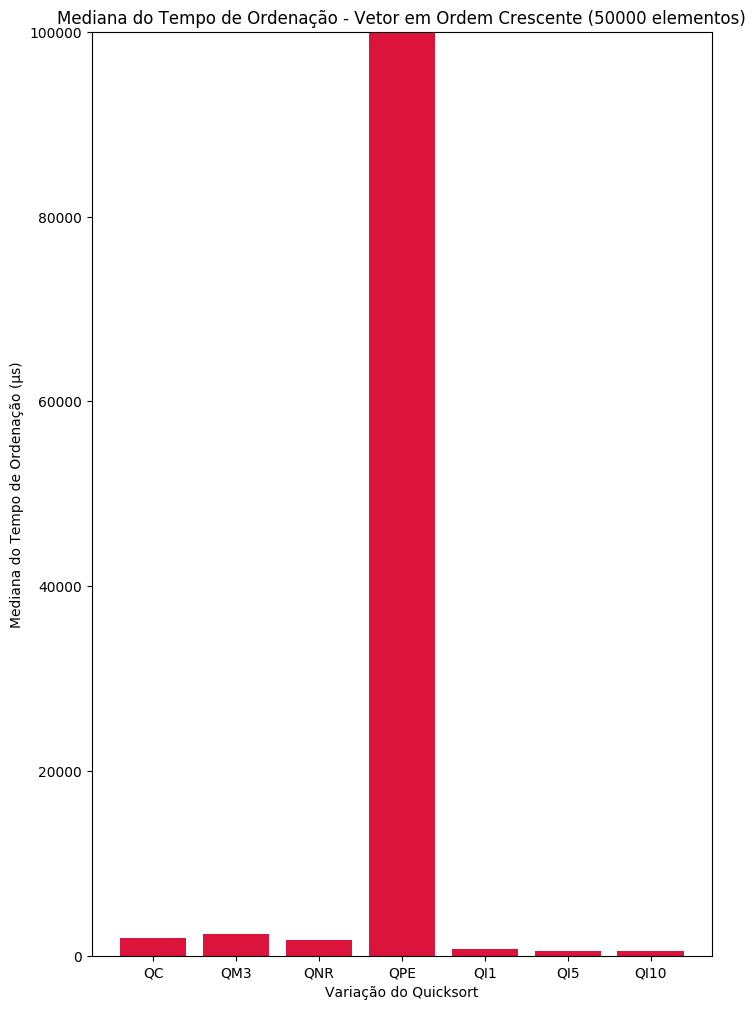 Mediana do Tempo de Ordenação - Vetor em Ordem Crescente (50000 elementos)
Mediana do Tempo de Ordenação (µs)
100000
80000
60000
40000
20000
0
QC QM3 QNR QPE QI1 QI5 QI10
Variação do Quicksort